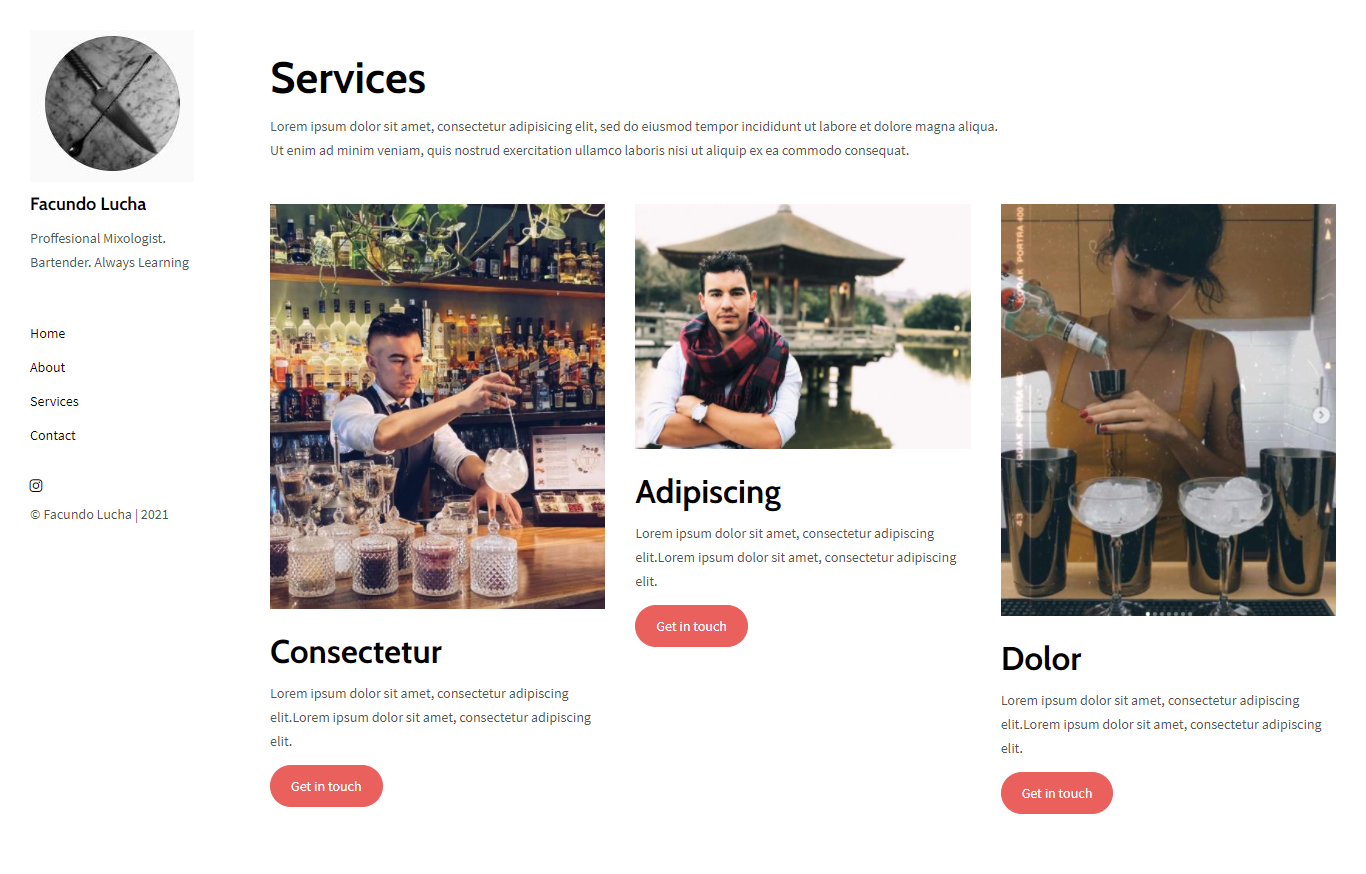 Facundo Lucha
Proffesional Mixologist.
Bartender. Always Learning
Home
About
Services
Contact
© Facundo Lucha | 2021
Services
Lorem ipsum dolor sit amet, consectetur adipisicing elit, sed do eiusmod tempor incididunt ut labore et dolore magna aliqua.
Ut enim ad minim veniam, quis nostrud exercitation ullamco laboris nisi ut aliquip ex ea commodo consequat.
Consectetur
Lorem ipsum dolor sit amet, consectetur adipiscing
elit.Lorem ipsum dolor sit amet, consectetur adipiscing
elit.
Get in touch
Adipiscing
Lorem ipsum dolor sit amet, consectetur adipiscing
elit.Lorem ipsum dolor sit amet, consectetur adipiscing
elit.
Get in touch
KODAK PORTRA 400
2
Dolor
Lorem ipsum dolor sit amet, consectetur adipiscing
elit.Lorem ipsum dolor sit amet, consectetur adipiscing
elit.
Get in touch